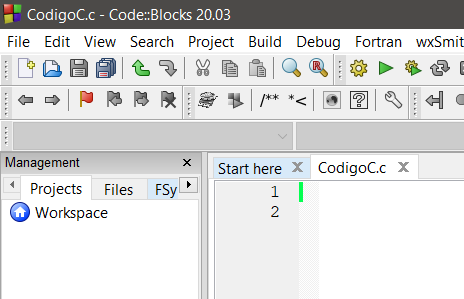 CodigoC.c - Code::Blocks 20.03
File Edit View Search Project Build Debug Fortran wxSmit
/** *<
Management
Start here CodigoC.c
Projects Files FSy
Workspace
1
2